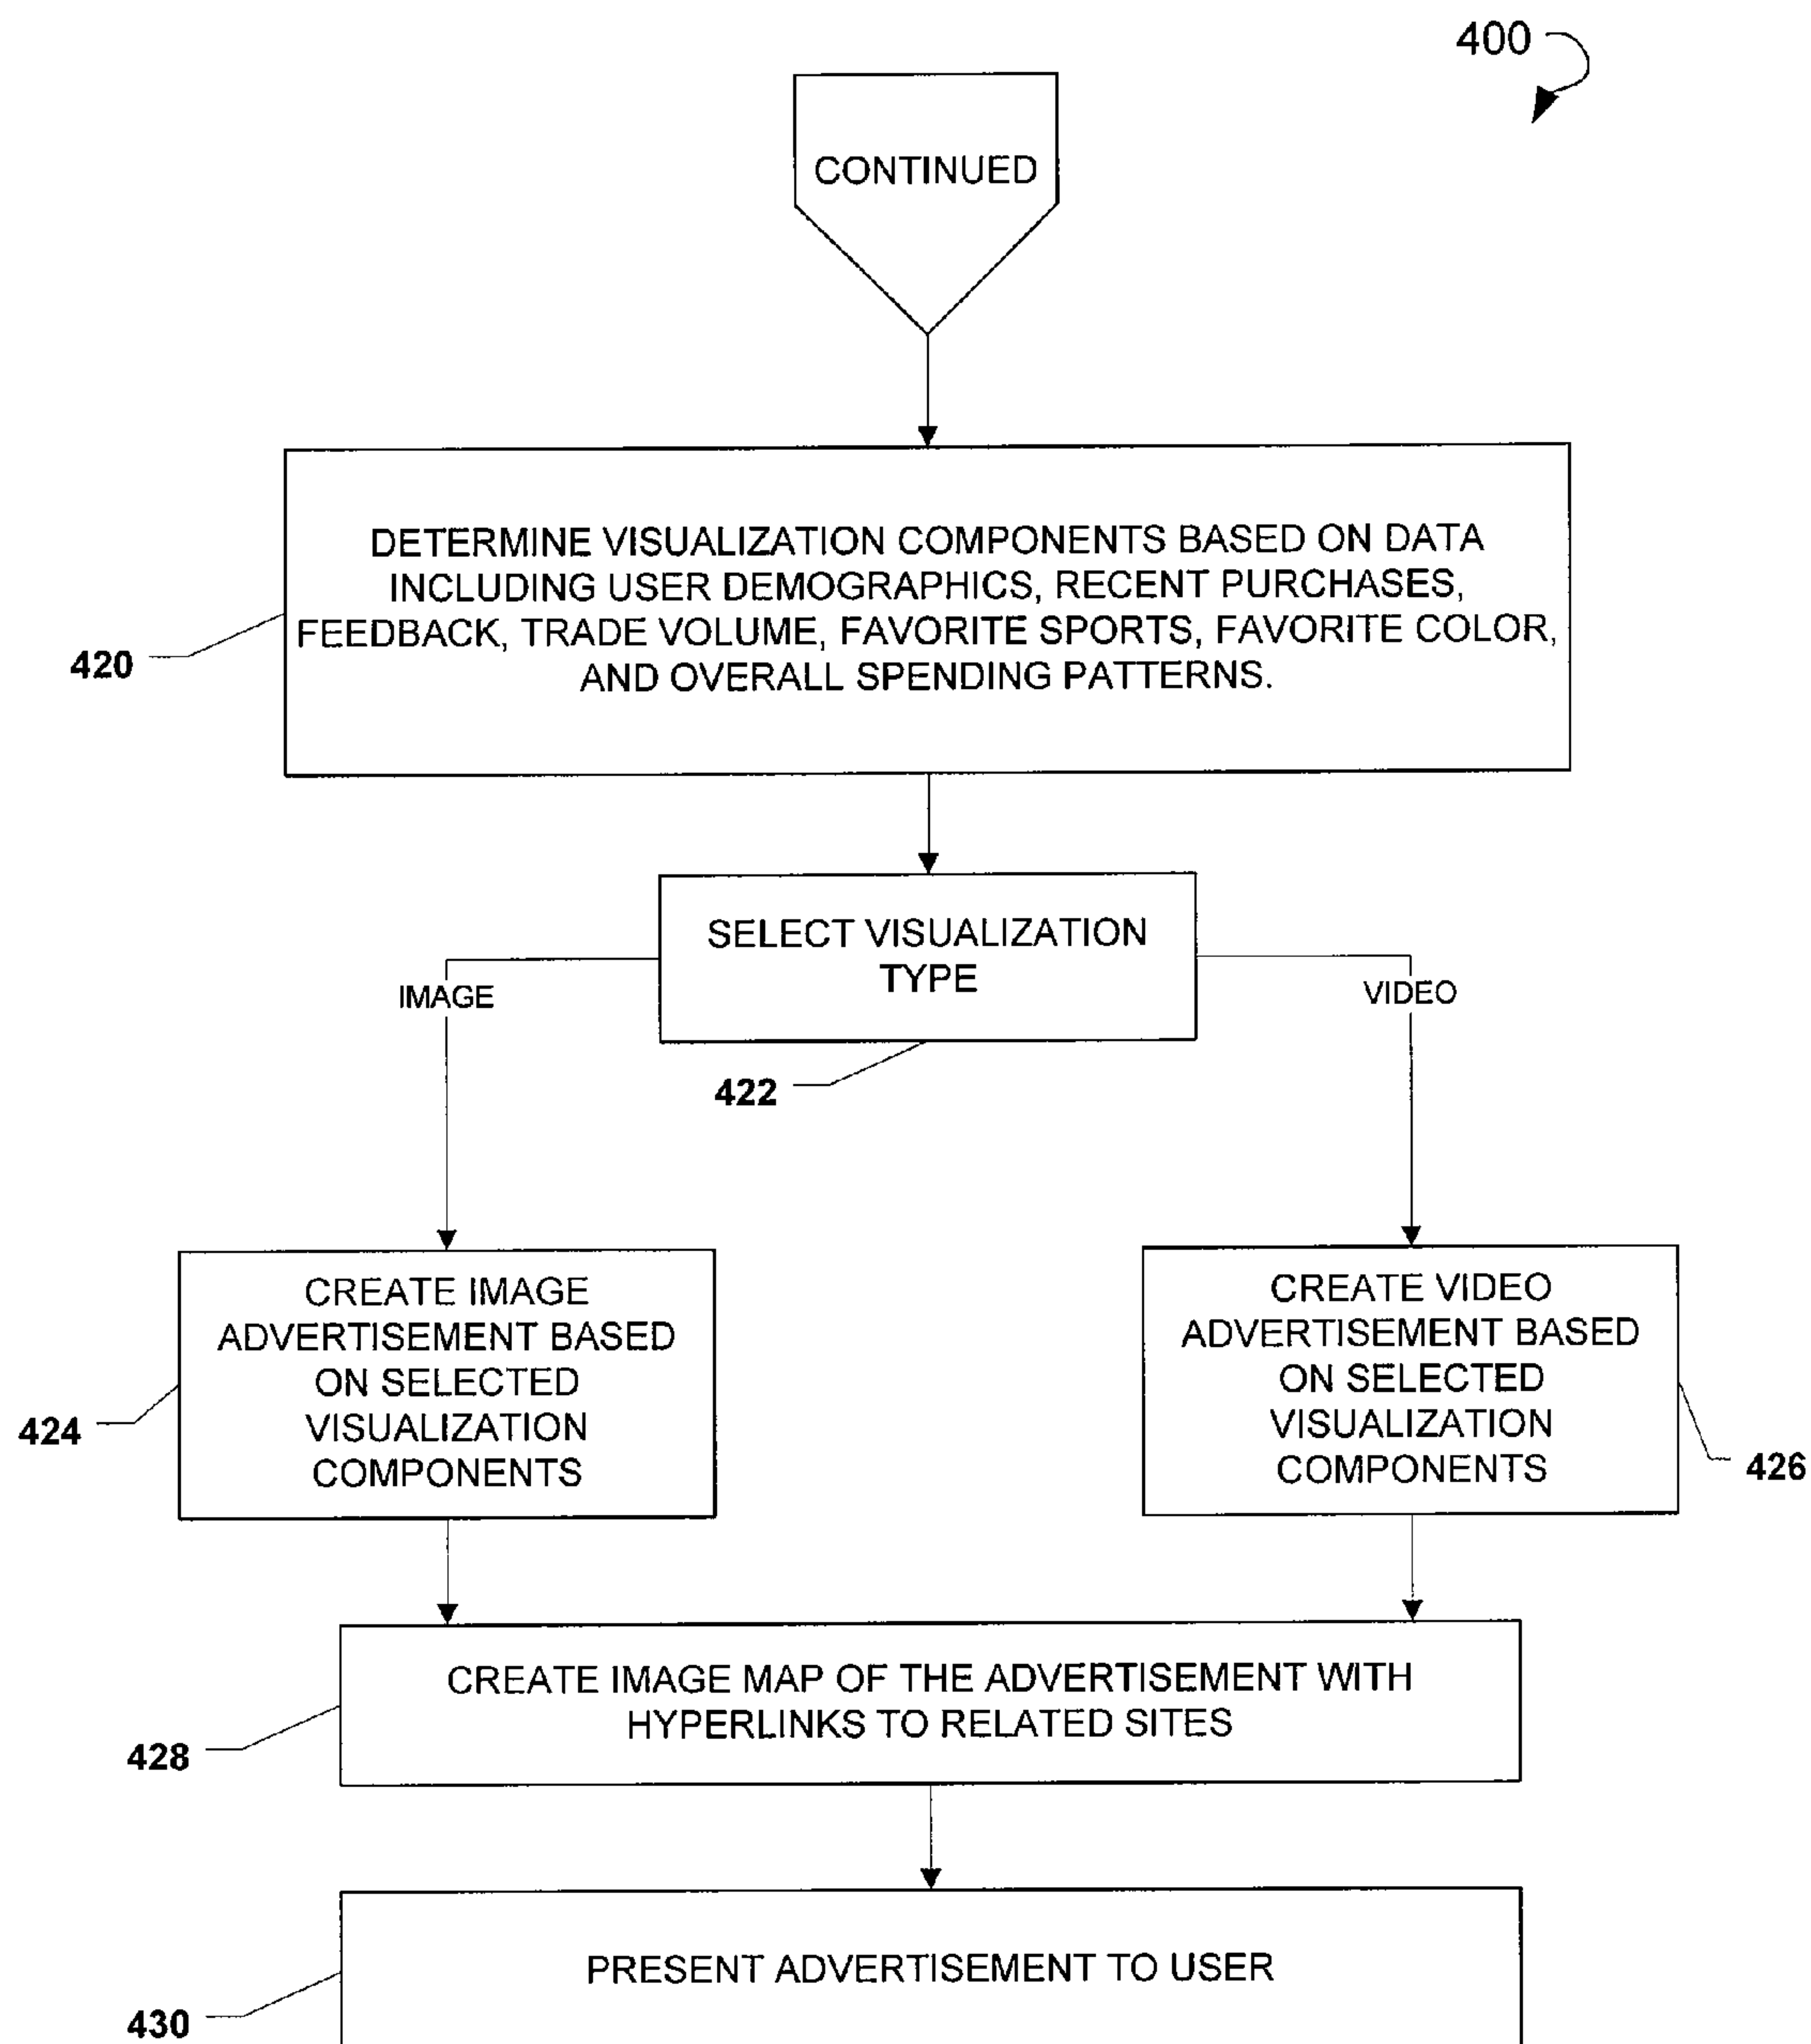 400
CONTINUED
DETERMINE VISUALIZATION COMPONENTS BASED ON DATA
INCLUDING USER DEMOGRAPHICS, RECENT PURCHASES,
FEEDBACK, TRADE VOLUME, FAVORITE SPORTS, FAVORITE COLOR,
AND OVERALL SPENDING PATTERNS.
420
SELECT VISUALIZATION
TYPE
IMAGE
VIDEO
422
CREATE IMAGE
ADVERTISEMENT BASED
ON SELECTED
VISUALIZATION
COMPONENTS
424
CREATE VIDEO
ADVERTISEMENT BASED
ON SELECTED
VISUALIZATION
COMPONENTS
426
CREATE IMAGE MAP OF THE ADVERTISEMENT WITH
HYPERLINKS TO RELATED SITES
428
PRESENT ADVERTISEMENT TO USER
430